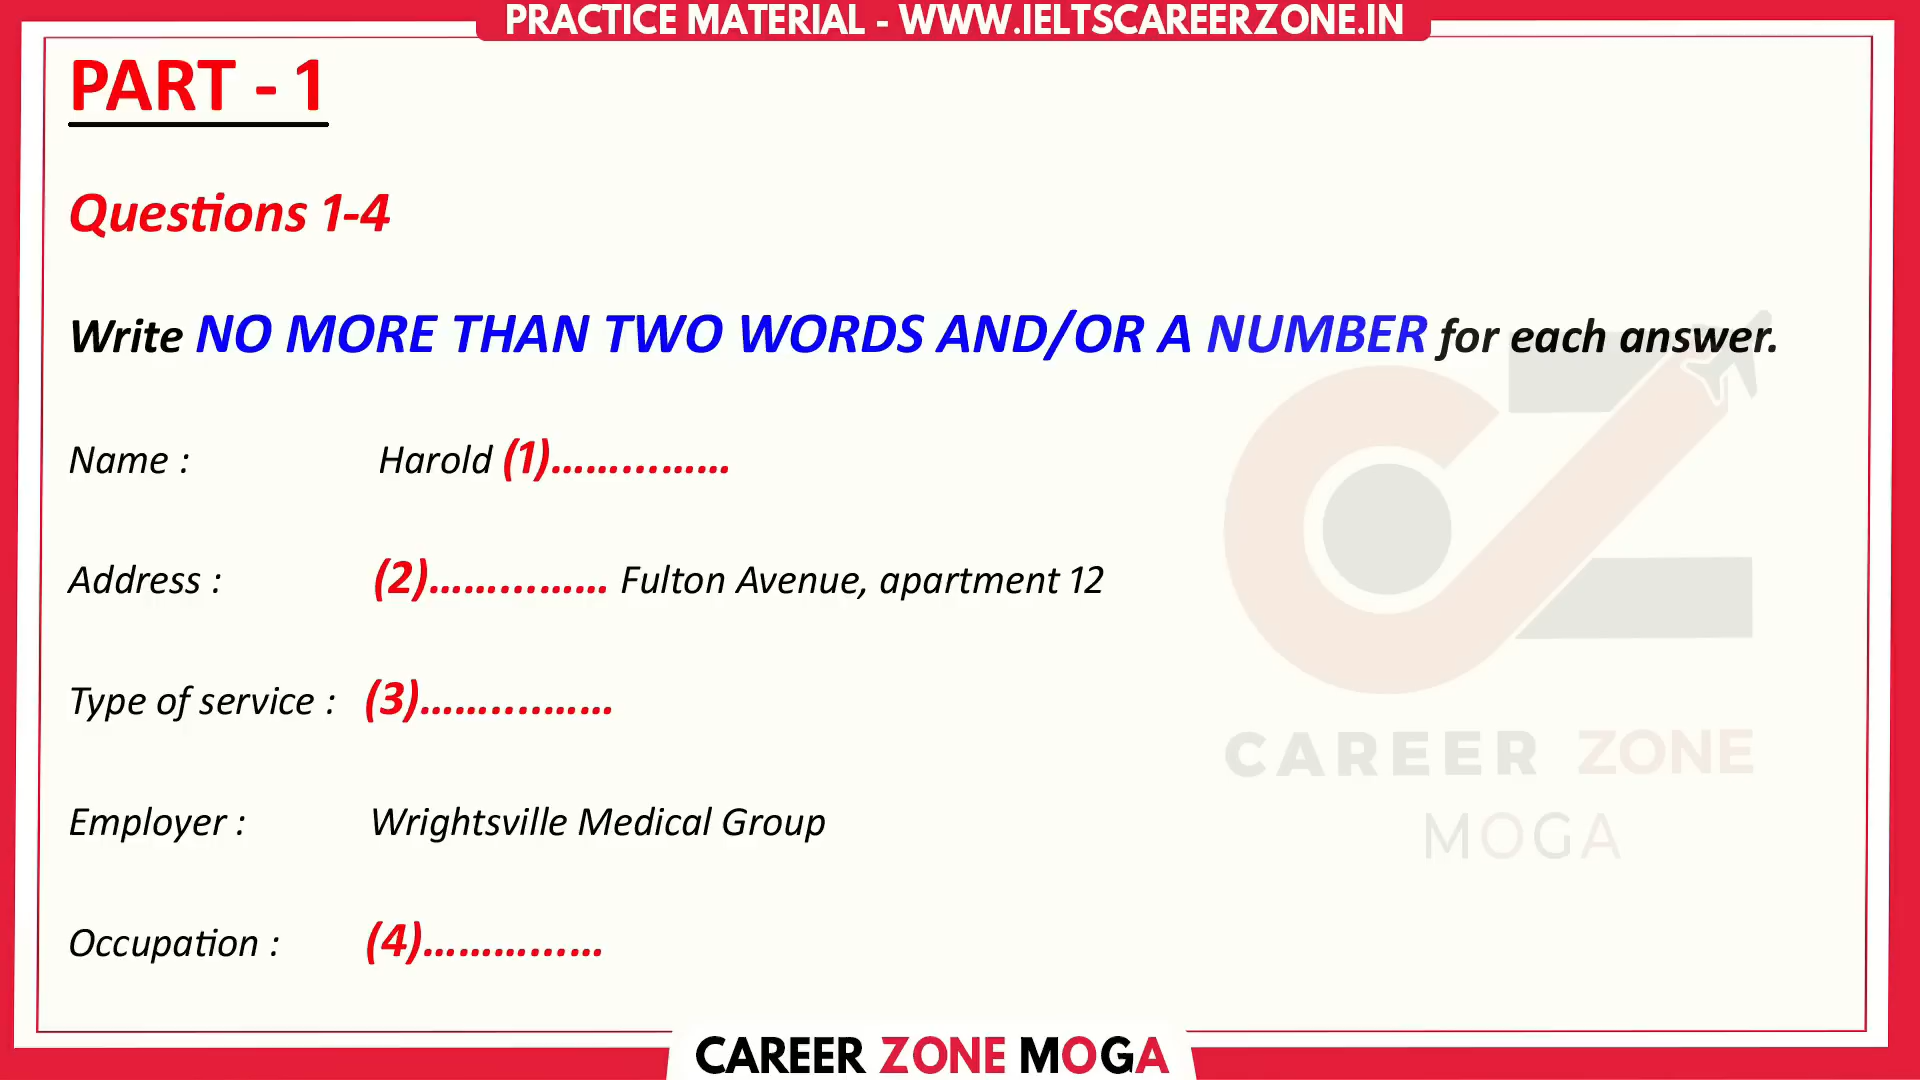 PRACTICE MATERIAL - WWW.IELTSCAREERZONE.IN
PART - 1
Questions 1-4
Write NO MORE THAN TWO WORDS AND/OR A NUMBER for each answer.
Name : Harold (1)……..……
Address : (2)……..…… Fulton Avenue, apartment 12
Type of service : (3)……...……
Employer : Wrightsville Medical Group
Occupation : (4)………..……
CAREER ZONE
MOGA
CAREER ZONE MOGA